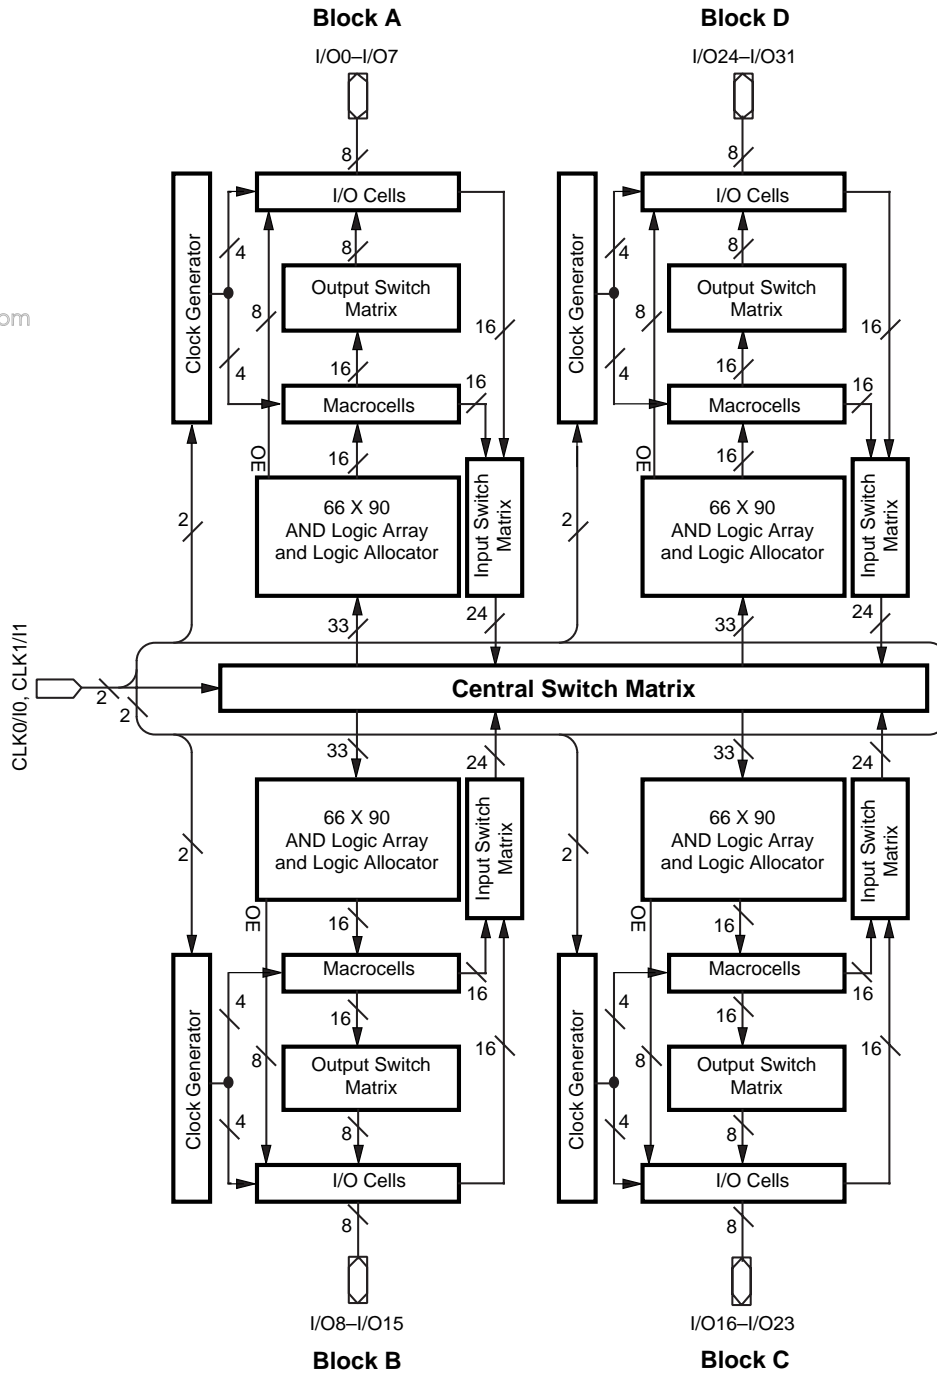 Block A
Block D
I/O0–I/O7
I/O24–I/O31
8
8
I/O Cells
I/O Cells
Clock Generator
4
8
Clock Generator
4
8
Output Switch
Matrix
Output Switch
Matrix
om
8
16
8
16
4
16
16
4
16
16
Macrocells
Macrocells
OE
16
OE
16
66 X 90
AND Logic Array
and Logic Allocator
Input Switch
Matrix
66 X 90
AND Logic Array
and Logic Allocator
Input Switch
Matrix
2
2
33
24
33
24
CLK0/I0, CLK1/I1
2
2
Central Switch Matrix
33
24
33
24
66 X 90
AND Logic Array
and Logic Allocator
Input Switch
Matrix
66 X 90
AND Logic Array
and Logic Allocator
Input Switch
Matrix
2
2
OE
16
OE
16
Macrocells
16
Macrocells
16
Clock Generator
4
16
Clock Generator
4
16
8
16
8
16
Output Switch
Matrix
Output Switch
Matrix
4
8
4
8
I/O Cells
I/O Cells
8
8
I/O8–I/O15
I/O16–I/O23
Block B
Block C